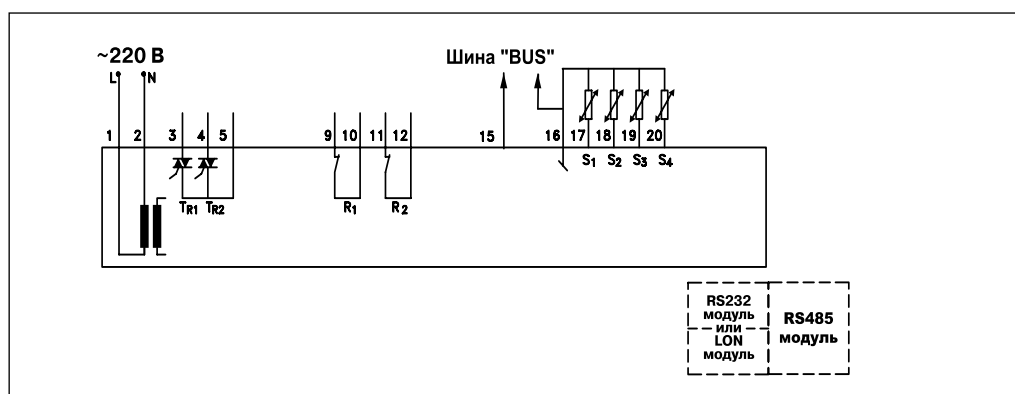 ~220 В
Шина "BUS"
L N
1 2 3 4 5 9 10 11 12 15 16 17 18 19 20
S1 S2 S3 S4
TR1 TR2 R1 R2
RS232
модуль
или
LON
модуль
RS485
модуль